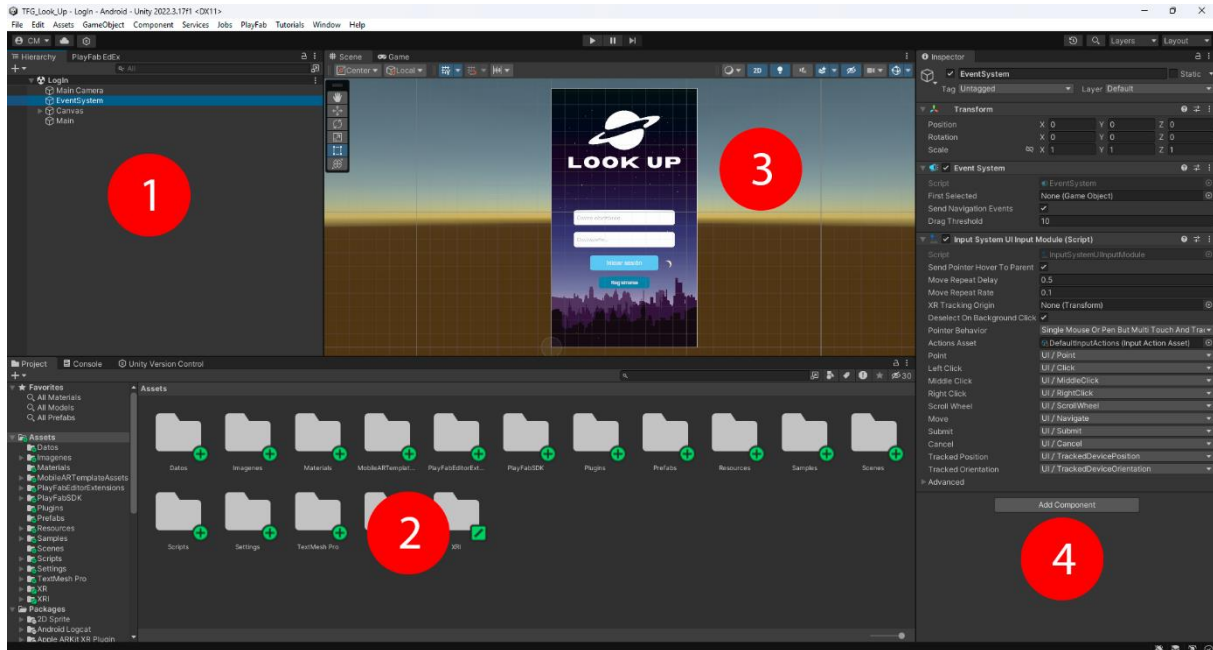 TFG_Look_Up - LogIn - Android - Unity 2022.3.17f1 <DX11>
File Edit Assets GameObject Component Services Jobs PlayFab Tutorials Window Help
CM
Layers
Layout
Hierarchy
PlayFab EdEx
All
LogIn
Main Camera
EventSystem
Canvas
Main
1
Scene
Game
Center
Local
2D
LOOK UP
Registrarse
3
Project
Console
Unity Version Control
30
Favorites
All Materials
All Models
All Prefabs
Assets
Datos
Imagenes
Materials
MobileARTemplateAssets
PlayFabEditorExtensions
PlayFabSDK
Plugins
Prefabs
Resources
Samples
Scenes
Scripts
Settings
TextMesh Pro
XR
XRI
Packages
2D Sprite
Android Logcat
Apple ARKit XR Plugin
Assets
Datos
Imagenes
Materials
MobileARTemplat...
PlayFabEditorExt...
PlayFabSDK
Plugins
Prefabs
Resources
Samples
Scenes
Scripts
Settings
TextMesh Pro
2
XRI
Inspector
EventSystem
Static
Tag Untagged
Layer Default
Transform
Position X 0 Y 0 Z 0
Rotation X 0 Y 0 Z 0
Scale X 1 Y 1 Z 1
Event System
Script EventSystem
First Selected None (Game Object)
Send Navigation Events
Drag Threshold 10
Input System UI Input Module (Script)
Script InputSystemUIInputModule
Send Pointer Hover To Parent
Move Repeat Delay 0.5
Move Repeat Rate 0.1
XR Tracking Origin None (Transform)
Deselect On Background Click
Pointer Behavior Single Mouse Or Pen But Multi Touch And Trac
Actions Asset DefaultInputActions (Input Action Asset)
Point UI / Point
Left Click UI / Click
Middle Click UI / MiddleClick
Right Click UI / RightClick
Scroll Wheel UI / ScrollWheel
Move UI / Navigate
Submit UI / Submit
Cancel UI / Cancel
Tracked Position UI / TrackedDevicePosition
Tracked Orientation UI / TrackedDeviceOrientation
Advanced
Add Component
4